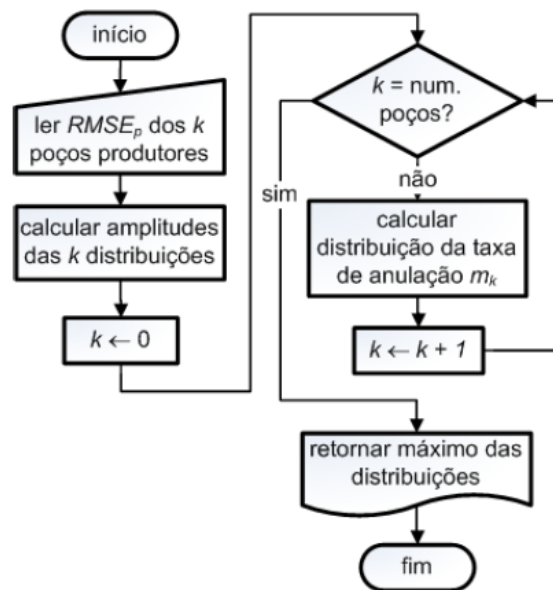 início
ler RMSEp dos k
poços produtores
calcular amplitudes
das k distribuições
k ← 0
k = num.
poços?
sim
não
calcular
distribuição da taxa
de anulação mk
k ← k + 1
retornar máximo das
distribuições
fim